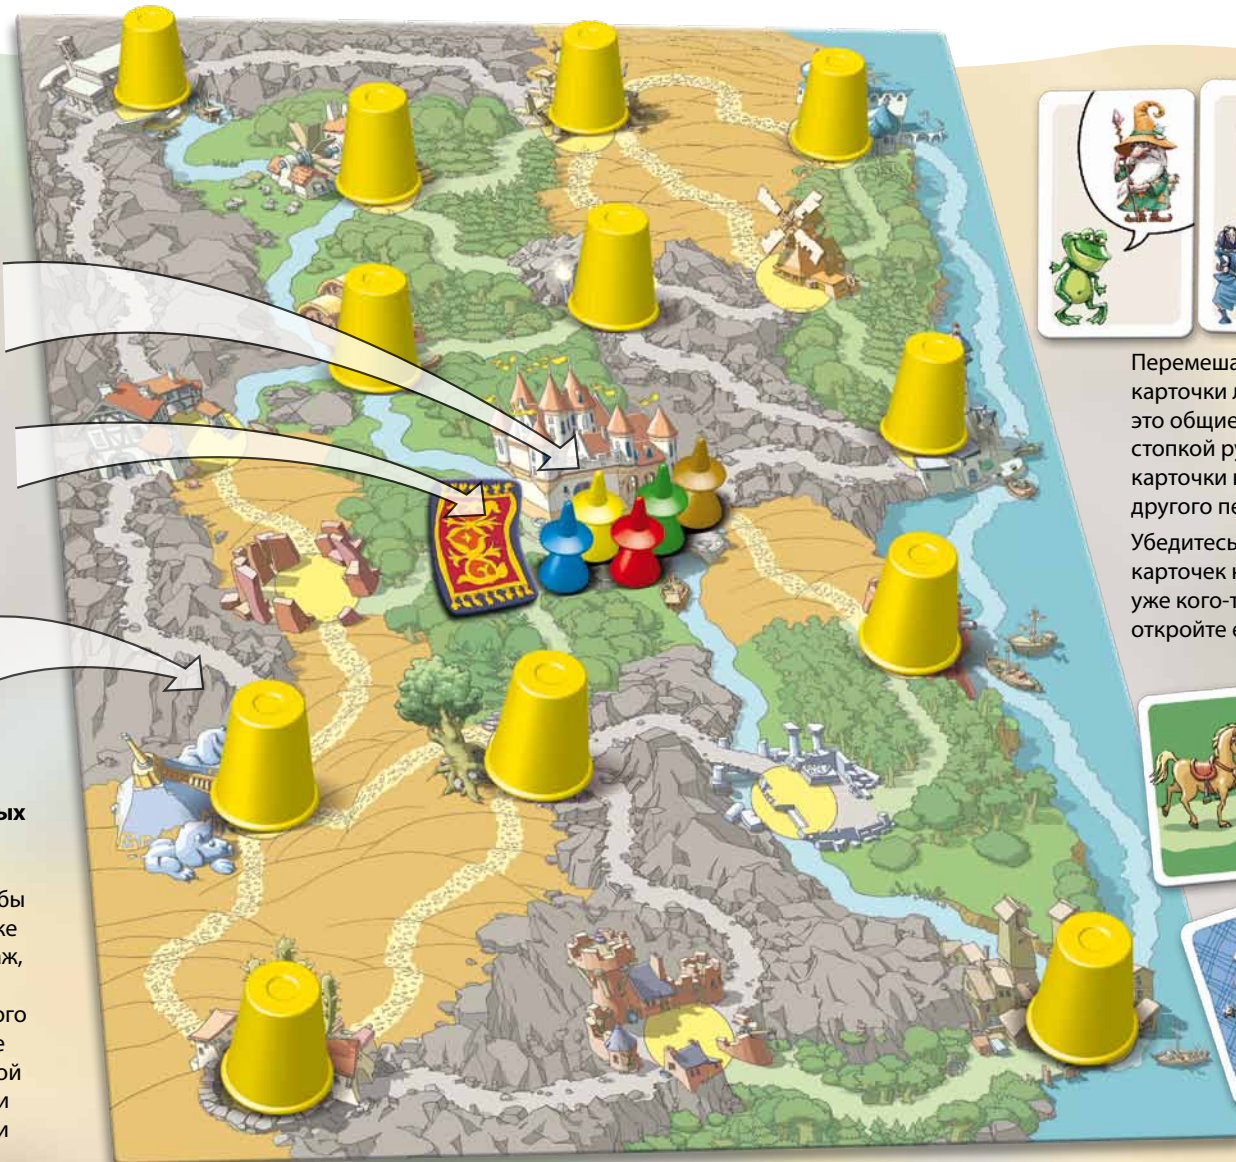 ых
бы
ке
аж,
ого
е
ой
и
и
Перемеша
карточки л
это общие
стопкой ру
карточки в
другого пе
Убедитесь
карточек н
уже кого-т
откройте е